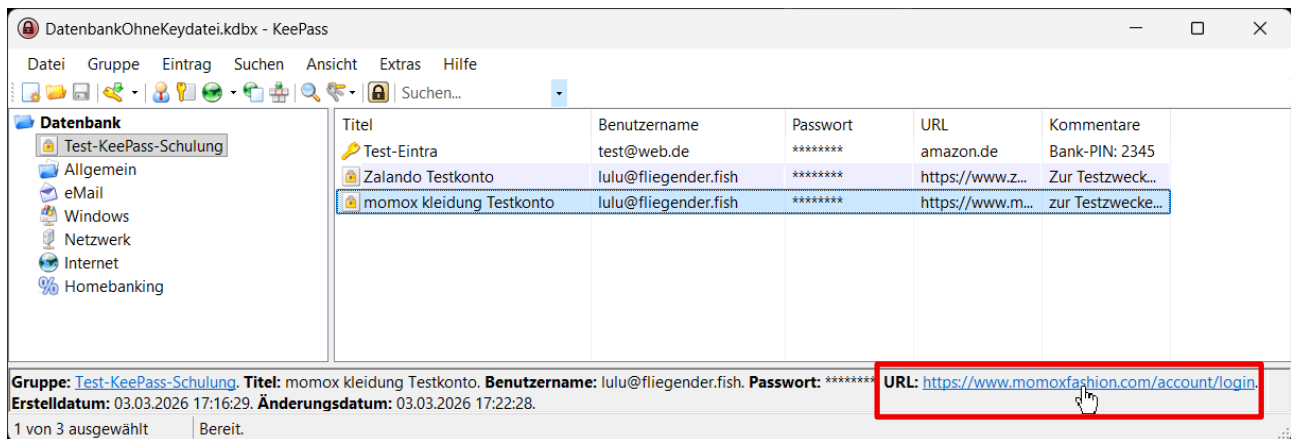 DatenbankOhneKeydatei.kdbx - KeePass
Datei Gruppe Eintrag Suchen Ansicht Extras Hilfe
Suchen...
Datenbank
Test-KeePass-Schulung
Allgemein
eMail
Windows
Netzwerk
Internet
Homebanking
Titel Benutzername Passwort URL Kommentare
Test-Eintra test@web.de ******** amazon.de Bank-PIN: 2345
Zalando Testkonto lulu@fliegender.fish ******** https://www.z... Zur Testzweck...
momox kleidung Testkonto lulu@fliegender.fish ******** https://www.m... zur Testzwecke...
Gruppe: Test-KeePass-Schulung. Titel: momox kleidung Testkonto. Benutzername: lulu@fliegender.fish. Passwort: ******** URL: https://www.momoxfashion.com/account/login.
Erstelldatum: 03.03.2026 17:16:29. Änderungsdatum: 03.03.2026 17:22:28.
1 von 3 ausgewählt Bereit.